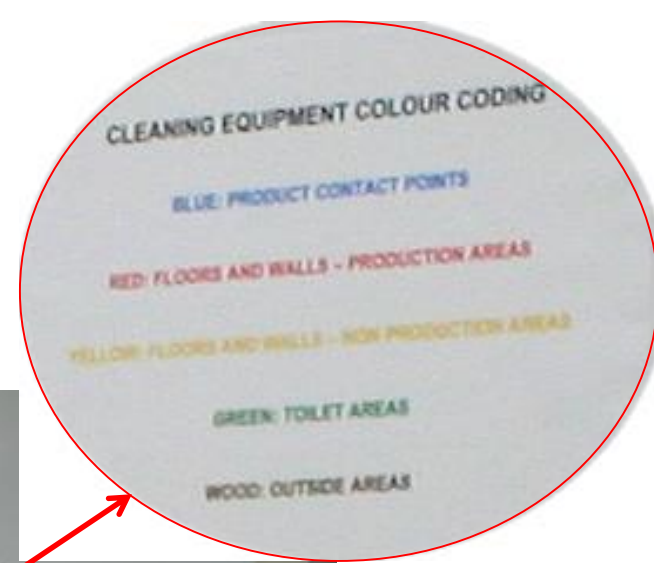 CLEANING EQUIPMENT COLOUR CODING
BLUE: PRODUCT CONTACT POINTS
RED: FLOORS AND WALLS - PRODUCTION AREAS
YELLOW: FLOORS AND WALLS - NON PRODUCTION AREAS
GREEN: TOILET AREAS
WOOD: OUTSIDE AREAS